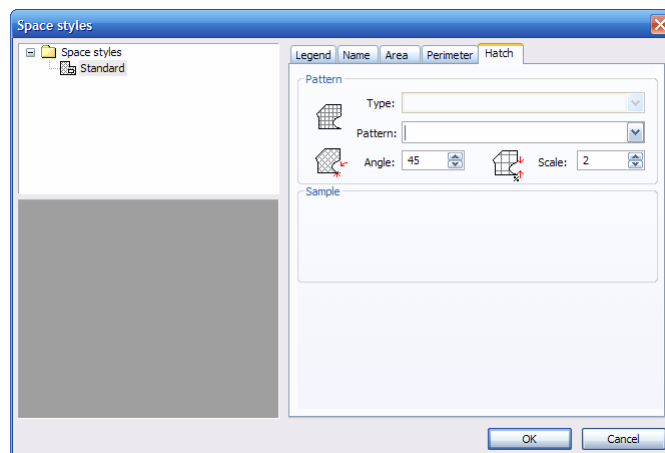 Space styles
Space styles
Standard
Legend Name Area Perimeter Hatch
Pattern
Type:
Pattern:
Angle: 45 Scale: 2
Sample
OK Cancel